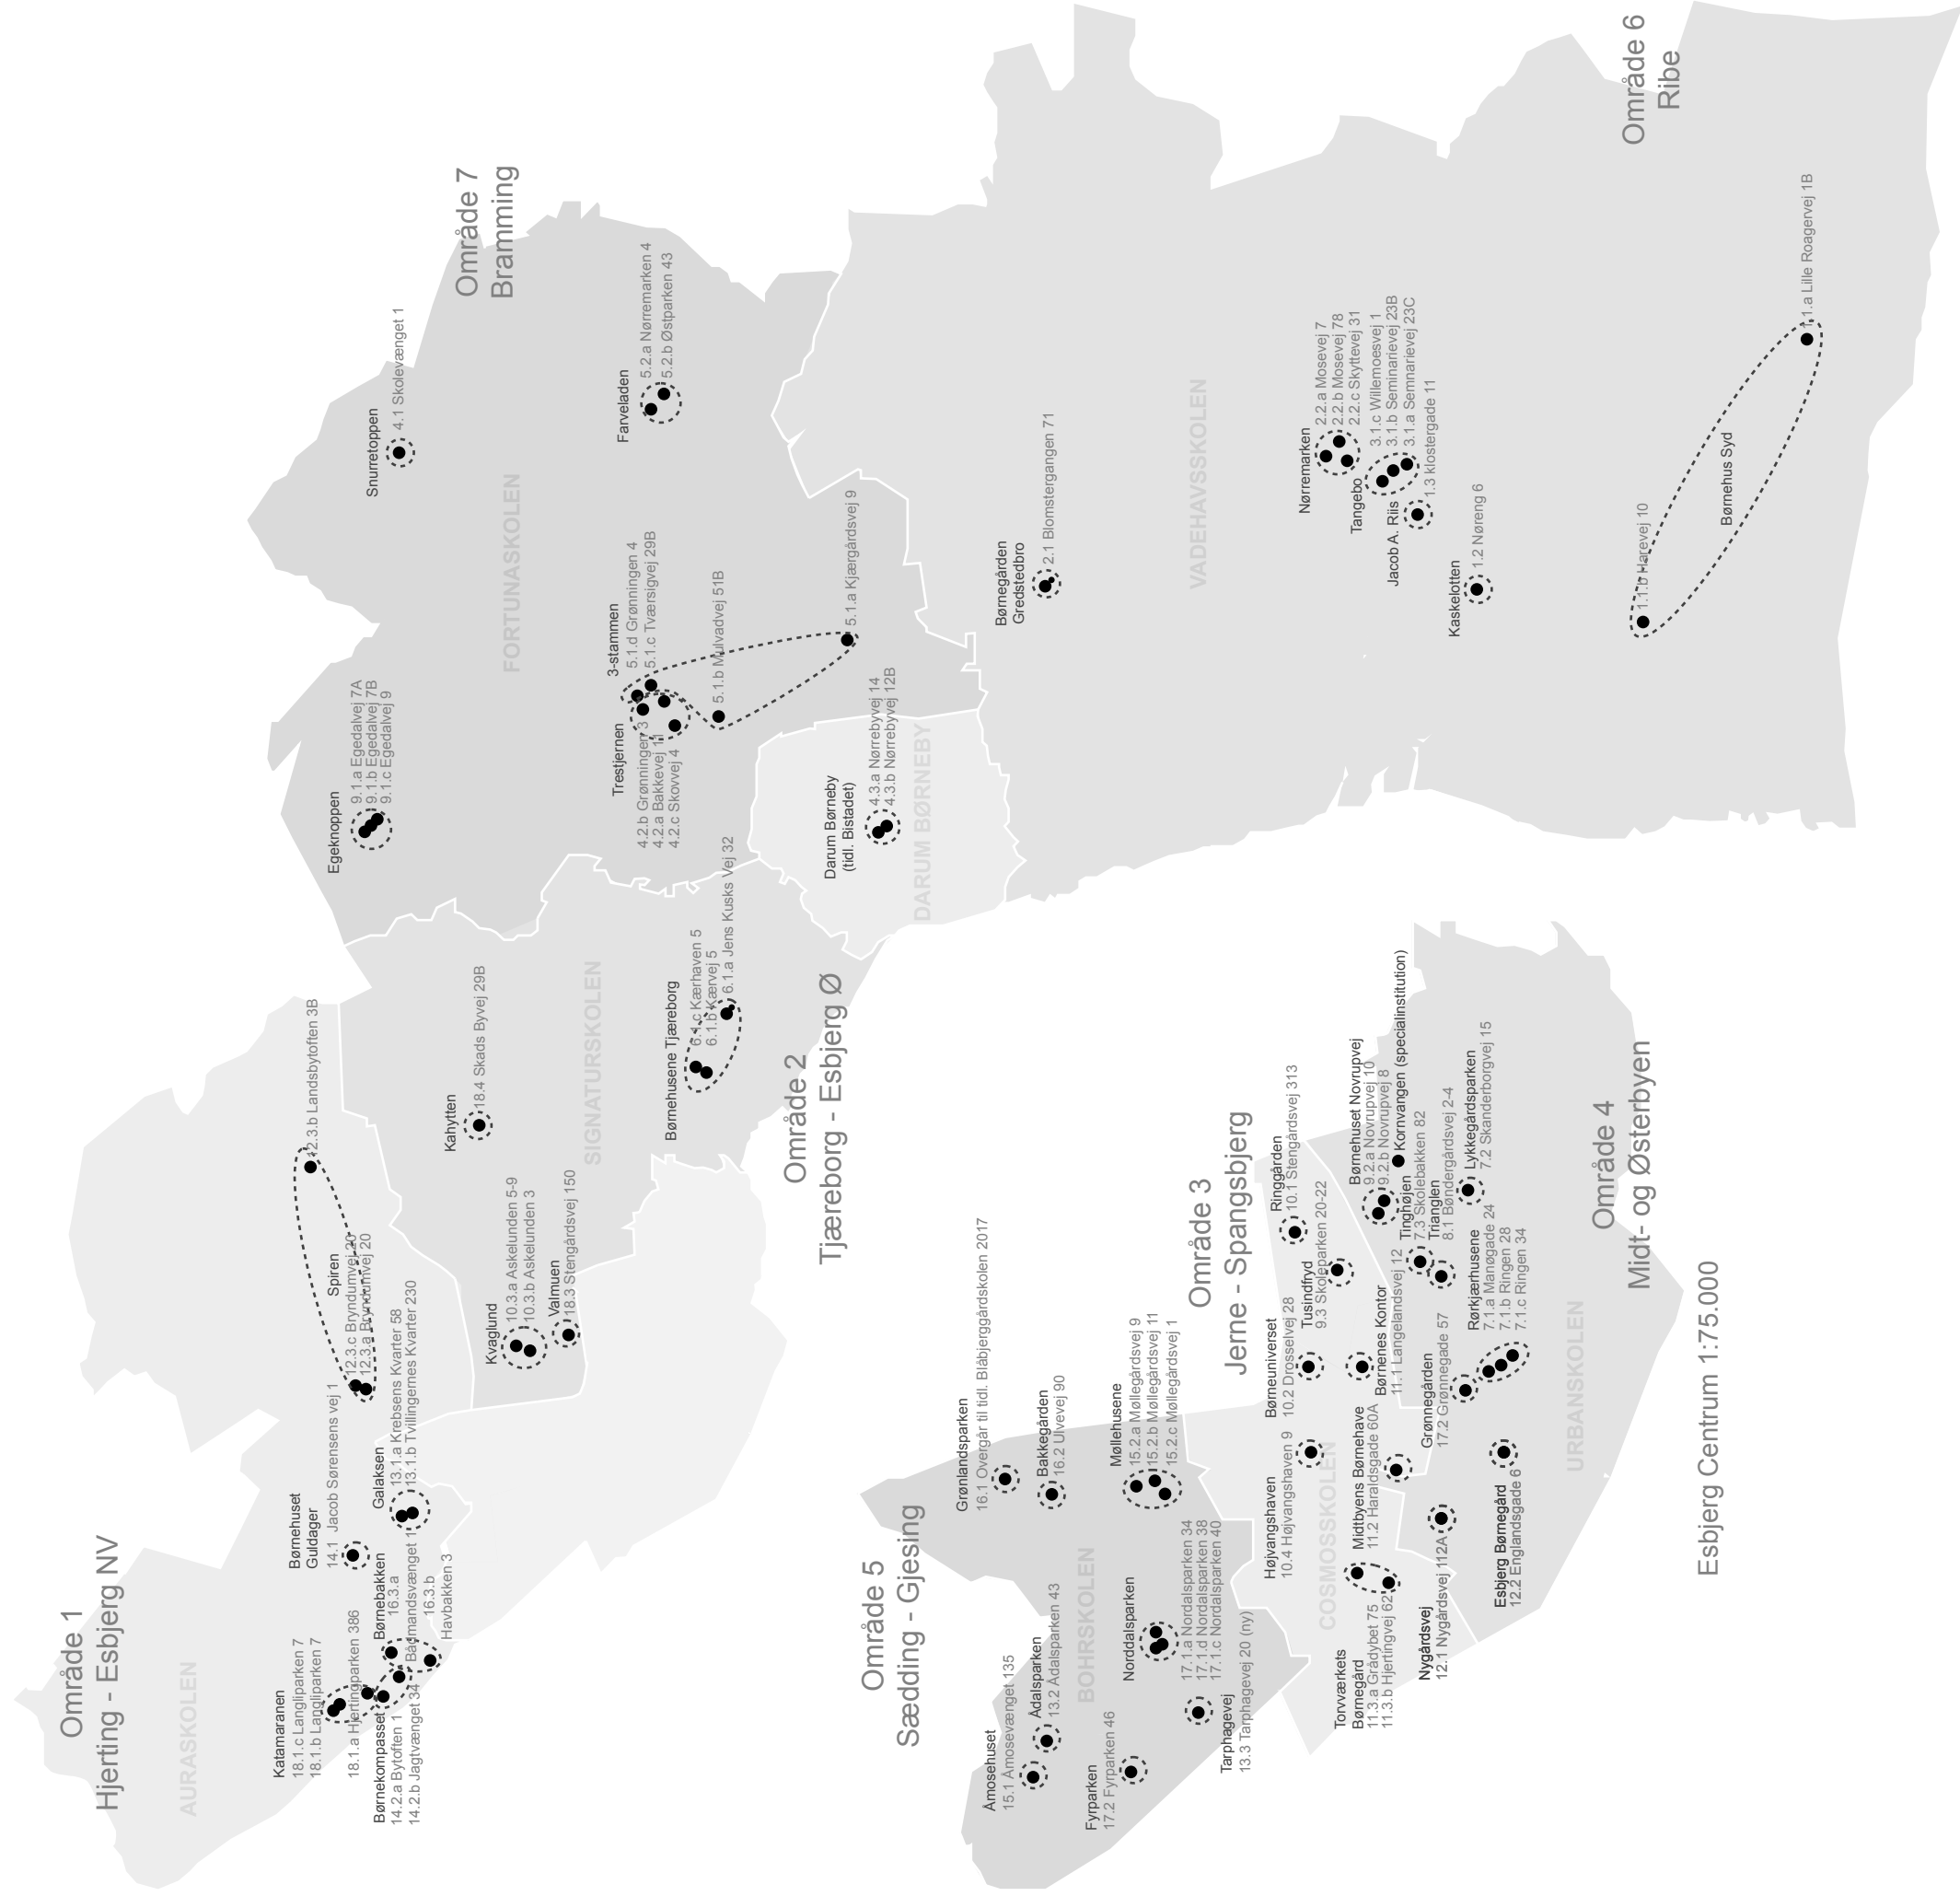 Område 1
Hjerting - Esbjerg NV
AURASKOLEN
Katamaranen
18.1.c Langliparken 7
18.1.b Langliparken 7
18.1.a Hjertingparken 386
Børnekompasset
14.2.a Bytoften 1
14.2.b Jagtvænget 34
Børnebakken
16.3.a
Bådmandsvænget 1
16.3.b
Havbakken 3
Børnehuset
Guldager
14.1 Jacob Sørensens vej 1
Galaksen
13.1.a Krebsens Kvarter 58
13.1.b Tvillingernes Kvarter 230
Spiren
12.3.c Bryndumvej 20
12.3.a Bryndumvej 20
12.3.b Landsbytoften 3B
Område 2
Tjæreborg - Esbjerg Ø
SIGNATURSKOLEN
Kvaglund
10.3.a Askelunden 5-9
10.3.b Askelunden 3
Valmuen
18.3 Stengårdsvej 150
Kahytten
18.4 Skads Byvej 29B
Børnehusene Tjæreborg
6.1.c Kærhaven 5
6.1.b Kærvej 5
6.1.a Jens Kusks Vej 32
Område 7
Bramming
FORTUNASKOLEN
Egeknoppen
9.1.a Egedalvej 7A
9.1.b Egedalvej 7B
9.1.c Egedalvej 9
Snurretoppen
4.1 Skolevænget 1
Trestjernen
4.2.b Grønningen 3
4.2.a Bakkevej 11
4.2.c Skovvej 4
3-stammen
5.1.d Grønningen 4
5.1.c Tværsigvej 29B
5.1.b Mulvadvej 51B
5.1.a Kjærgårdsvej 9
Farveladen
5.2.a Nørremarken 4
5.2.b Østparken 43
Darum Børneby
(tidl. Bistadet)
4.3.a Nørrebyvej 14
4.3.b Nørrebyvej 12B
DARUM BØRNEBY
Område 6
Ribe
VADEHAVSSKOLEN
Børnegården
Gredstedbro
2.1 Blomstergangen 71
Nørremarken
2.2.a Mosevej 7
2.2.b Mosevej 78
2.2.c Skyttevej 31
Tangebo
3.1.c Willemoesvej 1
3.1.b Seminarievej 23B
3.1.a Semnarievej 23C
Jacob A. Riis
1.3 klostergade 11
Kaskelotten
1.2 Nøreng 6
1.1.b Harevej 10
Børnehus Syd
1.1.a Lille Roagervej 1B
Område 5
Sædding - Gjesing
BOHRSKOLEN
Åmosehuset
15.1 Åmosevænget 135
Ådalsparken
13.2 Ådalsparken 43
Fyrparken
17.2 Fyrparken 46
Norddalsparken
17.1.a Nordalsparken 34
17.1.d Nordalsparken 38
17.1.c Nordalsparken 40
Tarphagevej
13.3 Tarphagevej 20 (ny)
Grønlandsparken
16.1 Overgår til tidl. Blåbjerggårdskolen 2017
Bakkegården
16.2 Ulvevej 90
Møllehusene
15.2.a Møllegårdsvej 9
15.2.b Møllegårdsvej 11
15.2.c Møllegårdsvej 1
Område 3
Jerne - Spangsbjerg
COSMOSSKOLEN
Højvangshaven
10.4 Højvangshaven 9
Børneuniverset
10.2 Drosselvej 28
Tusindfryd
9.3 Skoleparken 20-22
Ringgården
10.1 Stengårdsvej 313
Torvværkets
Børnegård
11.3.a Grådybet 75
11.3.b Hjertingvej 62
Midtbyens Børnehave
11.2 Haraldsgade 60A
Børnenes Kontor
11.1 Langelandsvej 12
Område 4
Midt- og Østerbyen
URBANSKOLEN
Børnehuset Novrupvej
9.2.a Novrupvej 10
9.2.b Novrupvej 8
Kornvangen (specialinstitution)
Tinghøjen
7.3 Skolebakken 82
Trianglen
8.1 Bøndergårdsvej 2-4
Lykkegårdsparken
7.2 Skanderborgvej 15
Rørkjærhusene
7.1.a Manøgade 24
7.1.b Ringen 28
7.1.c Ringen 34
Grønnegården
17.2 Grønnegade 57
Nygårdsvej
12.1 Nygårdsvej 112A
Esbjerg Børnegård
12.2 Englandsgade 6
Esbjerg Centrum 1:75.000